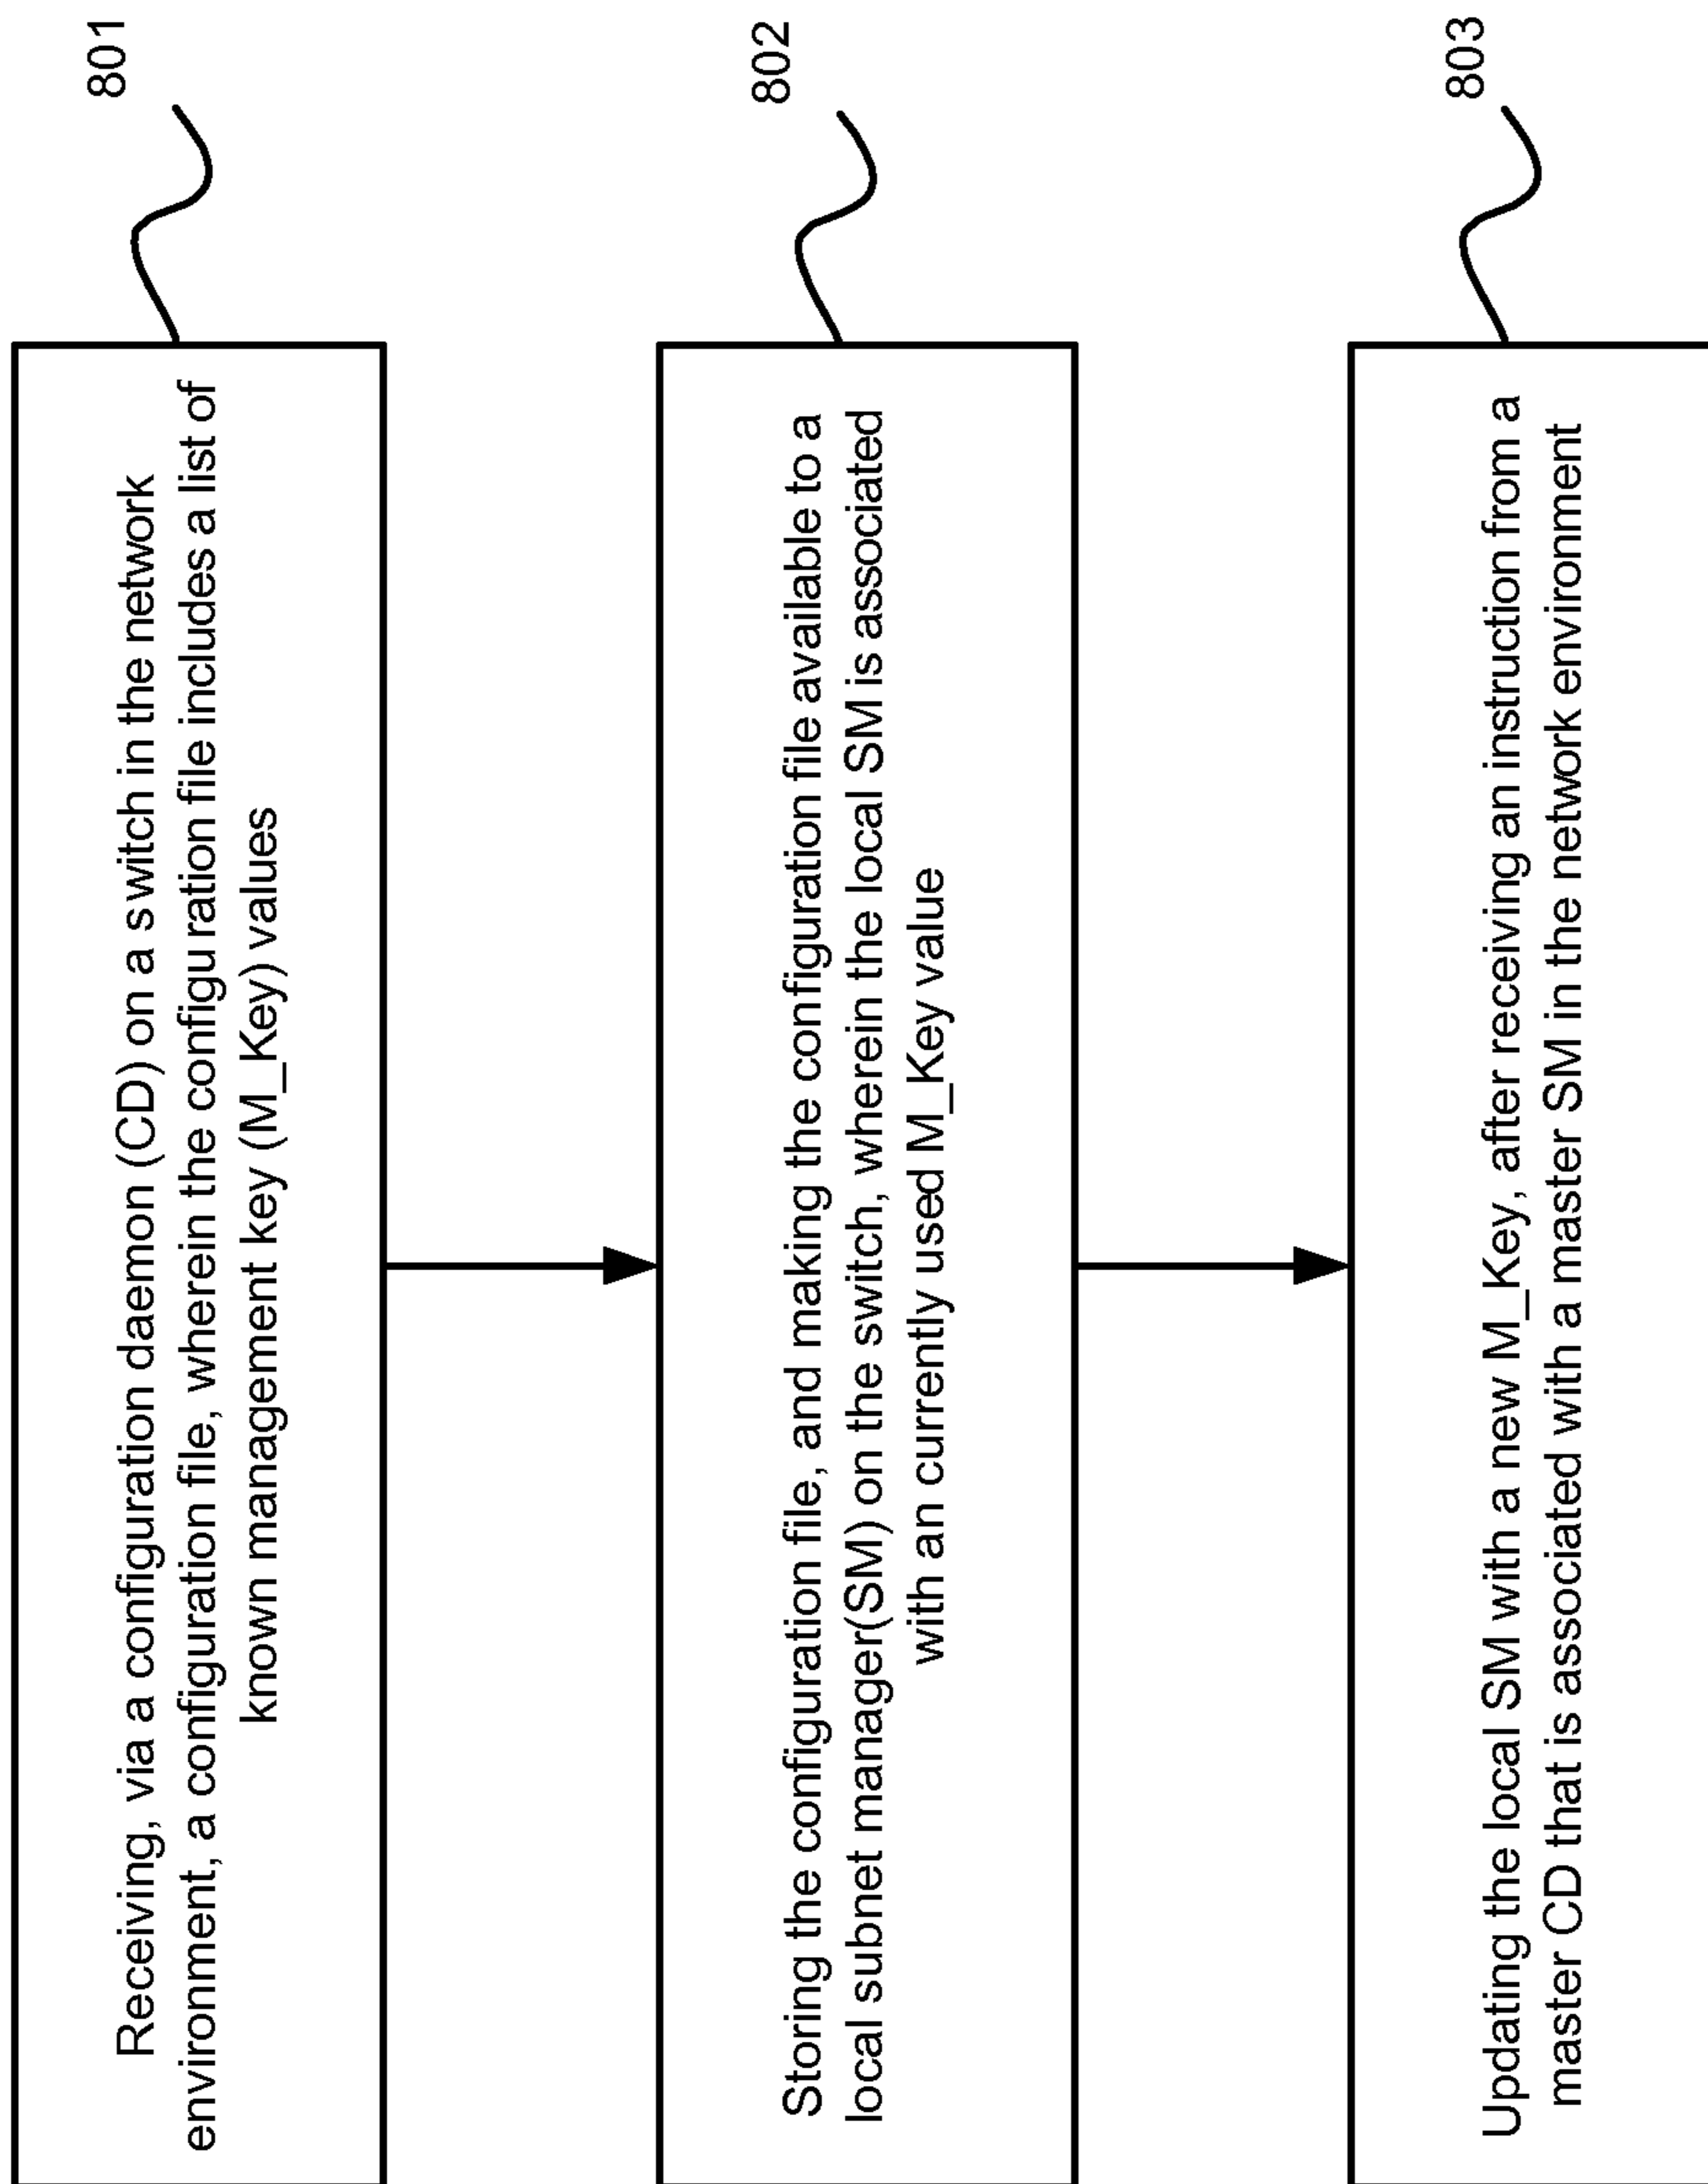 801
Receiving, via a configuration daemon (CD) on a switch in the network
environment, a configuration file, wherein the configuration file includes a list of
known management key (M_Key) values
802
Storing the configuration file, and making the configuration file available to a
local subnet manager(SM) on the switch, wherein the local SM is associated
with an currently used M_Key value
803
Updating the local SM with a new M_Key, after receiving an instruction from a
master CD that is associated with a master SM in the network environment